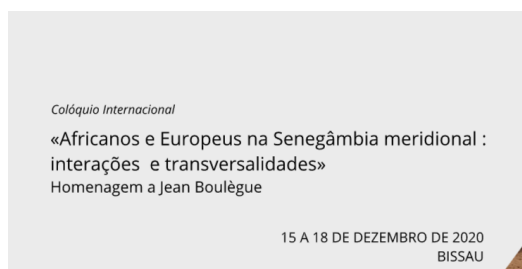 Colóquio Internacional
«Africanos e Europeus na Senegâmbia meridional :
interações e transversalidades»
Homenagem a Jean Boulègue
15 A 18 DE DEZEMBRO DE 2020
BISSAU